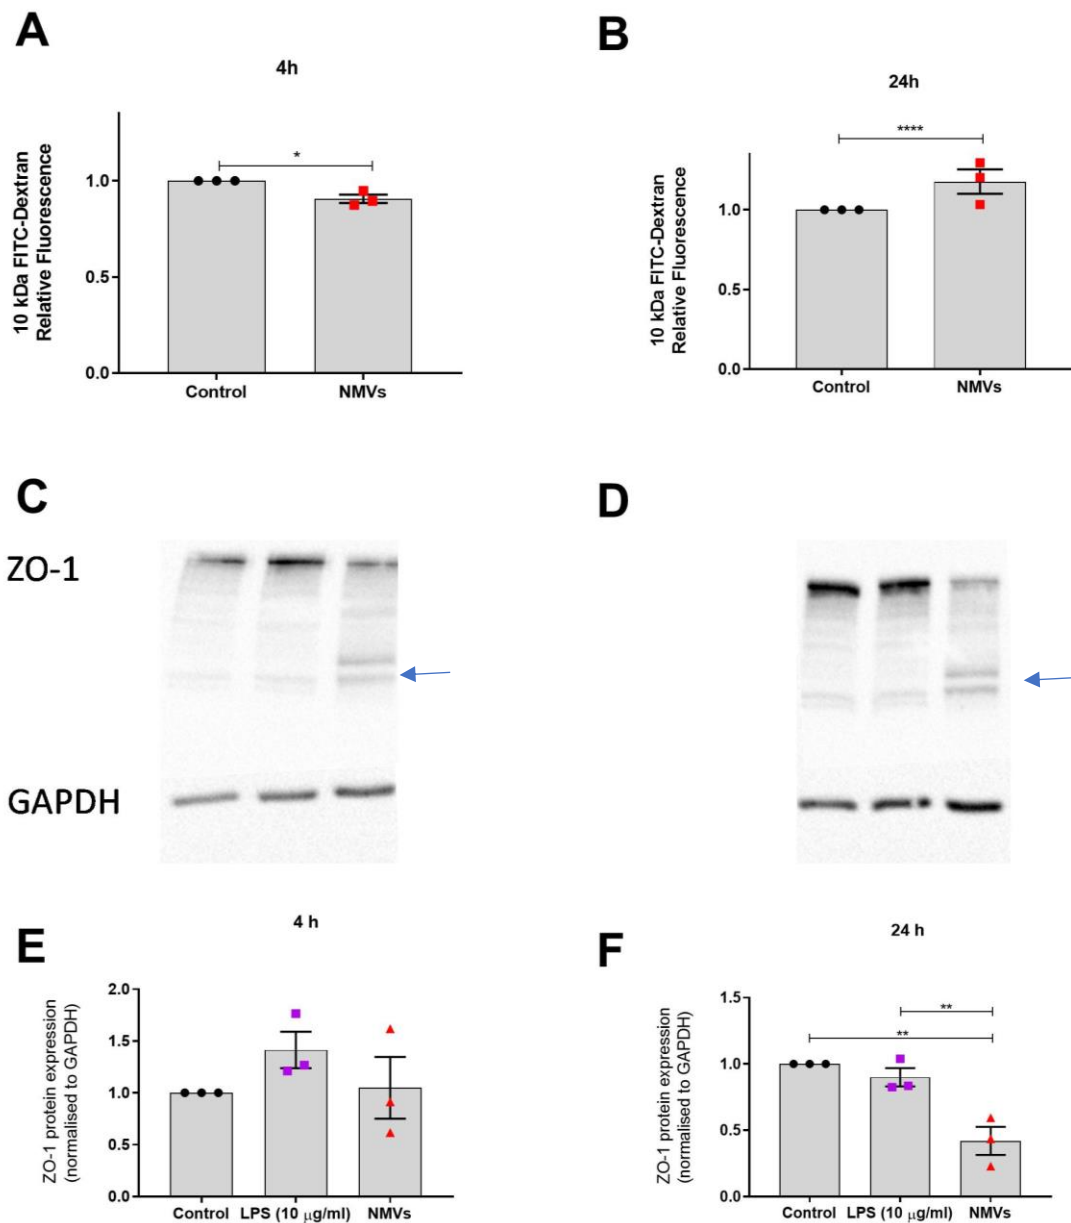 A
4h
10 kDa FITC-Dextran
Relative Fluorescence
1.0
0.5
0.0
*
Control
NMVs
B
24h
10 kDa FITC-Dextran
Relative Fluorescence
1.0
0.5
0.0
****
Control
NMVs
C
ZO-1
GAPDH
D
E
4 h
ZO-1 protein expression
(normalised to GAPDH)
2.0
1.5
1.0
0.5
0.0
Control
LPS (10 µg/ml)
NMVs
F
24 h
ZO-1 protein expression
(normalised to GAPDH)
1.5
1.0
0.5
0.0
**
**
Control
LPS (10 µg/ml)
NMVs